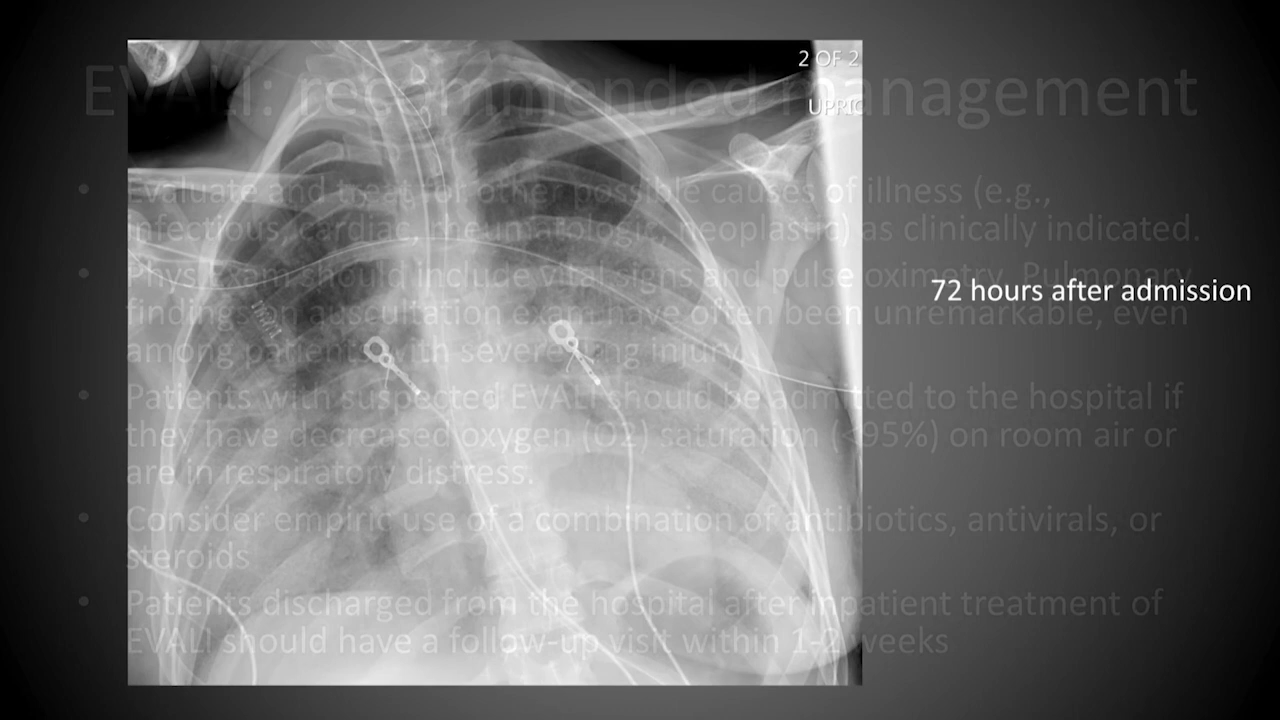 EVALI: recommended management
2 OF 2
UPRIG
• Evaluate and treat for other possible causes of illness (e.g.,
infectious, cardiac, rheumatologic, neoplastic) as clinically indicated.
• Physical exam should include vital signs and pulse oximetry. Pulmonary
findings on auscultation exam have often been unremarkable, even
among patients with severe lung injury.
• Patients with suspected EVALI should be admitted to the hospital if
they have decreased oxygen (O2) saturation (<95%) on room air or
are in respiratory distress.
• Consider empiric use of a combination of antibiotics, antivirals, or
steroids
• Patients discharged from the hospital after inpatient treatment of
EVALI should have a follow-up visit within 1-2 weeks
72 hours after admission